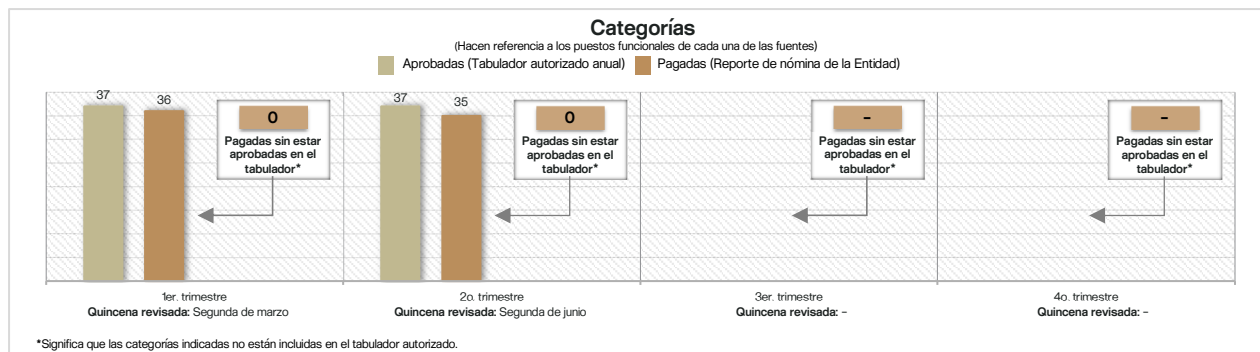 Categorías
(Hacen referencia a los puestos funcionales de cada una de las fuentes)
Aprobadas (Tabulador autorizado anual)
Pagadas (Reporte de nómina de la Entidad)
37
36
0
Pagadas sin estar
aprobadas en el
tabulador*
37
35
0
Pagadas sin estar
aprobadas en el
tabulador*
-
Pagadas sin estar
aprobadas en el
tabulador*
-
Pagadas sin estar
aprobadas en el
tabulador*
1er. trimestre
Quincena revisada: Segunda de marzo
2o. trimestre
Quincena revisada: Segunda de junio
3er. trimestre
Quincena revisada: -
4o. trimestre
Quincena revisada: -
*Significa que las categorías indicadas no están incluidas en el tabulador autorizado.